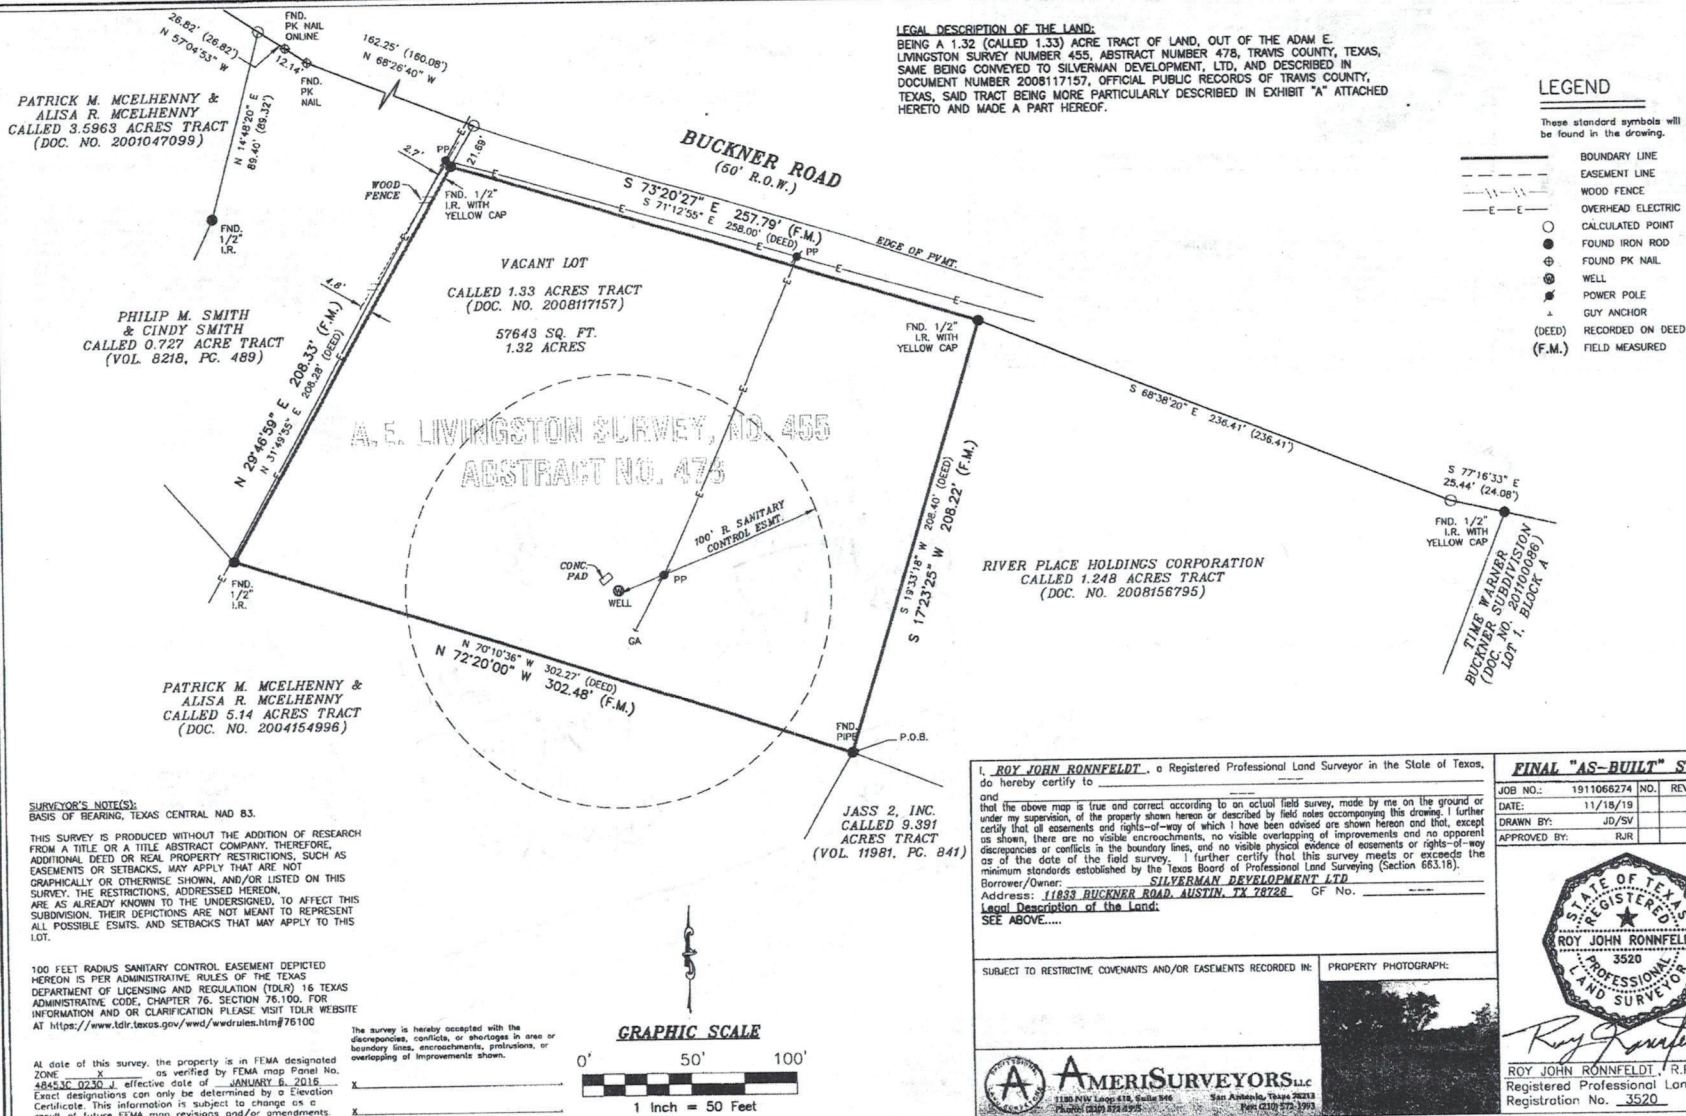 26.82' (26.82')
N 57°04'53" W
FND.
PK NAIL
ONLINE
12.14'
FND.
PK
NAIL
162.25' (160.08')
N 68°26'40" W
N 14°48'20" E
89.40' (89.32')
FND.
1/2"
I.R.
PATRICK M. MCELHENNY &
ALISA R. MCELHENNY
CALLED 3.5963 ACRES TRACT
(DOC. NO. 2001047099)
LEGAL DESCRIPTION OF THE LAND:
BEING A 1.32 (CALLED 1.33) ACRE TRACT OF LAND, OUT OF THE ADAM E.
LIVINGSTON SURVEY NUMBER 455, ABSTRACT NUMBER 478, TRAVIS COUNTY, TEXAS,
SAME BEING CONVEYED TO SILVERMAN DEVELOPMENT, LTD, AND DESCRIBED IN
DOCUMENT NUMBER 2008117157, OFFICIAL PUBLIC RECORDS OF TRAVIS COUNTY,
TEXAS, SAID TRACT BEING MORE PARTICULARLY DESCRIBED IN EXHIBIT "A" ATTACHED
HERETO AND MADE A PART HEREOF.
LEGEND
These standard symbols will
be found in the drawing.
BOUNDARY LINE
EASEMENT LINE
WOOD FENCE
E E OVERHEAD ELECTRIC
CALCULATED POINT
FOUND IRON ROD
FOUND PK NAIL
W WELL
POWER POLE
GUY ANCHOR
(DEED) RECORDED ON DEED
(F.M.) FIELD MEASURED
BUCKNER ROAD
(60' R.O.W.)
EDGE OF PVMT.
S 73°20'27" E 257.79' (F.M.)
S 71°12'55" E 258.00' (DEED)
2.7'
PP
21.69'
WOOD
FENCE
FND. 1/2"
I.R. WITH
YELLOW CAP
PP
VACANT LOT
CALLED 1.33 ACRES TRACT
(DOC. NO. 2008117157)
57643 SQ. FT.
1.32 ACRES
4.8'
PHILIP M. SMITH
& CINDY SMITH
CALLED 0.727 ACRE TRACT
(VOL. 8218, PG. 489)
N 29°46'59" E 208.33' (F.M.)
N 31°49'55" E 208.28' (DEED)
FND. 1/2"
I.R. WITH
YELLOW CAP
S 68°38'20" E 236.41' (236.41')
S 77°16'33" E
25.44' (24.08')
FND. 1/2"
I.R. WITH
YELLOW CAP
TIME WARNER
BUCKNER SUBDIVISION
(DOC. NO. 201100086)
LOT 1, BLOCK A
A.E. LIVINGSTON SURVEY, NO. 455
ABSTRACT NO. 478
100' R. SANITARY
CONTROL ESMT.
CONC.
PAD
W
WELL
PP
GA
S 19°33'18" W 208.40' (DEED)
S 17°23'25" W 208.22' (F.M.)
RIVER PLACE HOLDINGS CORPORATION
CALLED 1.248 ACRES TRACT
(DOC. NO. 2008156795)
FND.
1/2"
I.R.
N 70°10'36" W 302.27' (DEED)
N 72°20'00" W 302.48' (F.M.)
PATRICK M. MCELHENNY &
ALISA R. MCELHENNY
CALLED 5.14 ACRES TRACT
(DOC. NO. 2004154996)
FND.
PIPE
P.O.B.
JASS 2, INC.
CALLED 9.391
ACRES TRACT
(VOL. 11981, PG. 841)
SURVEYOR'S NOTE(S):
BASIS OF BEARING, TEXAS CENTRAL NAD 83.
THIS SURVEY IS PRODUCED WITHOUT THE ADDITION OF RESEARCH
FROM A TITLE OR A TITLE ABSTRACT COMPANY. THEREFORE,
ADDITIONAL DEED OR REAL PROPERTY RESTRICTIONS, SUCH AS
EASEMENTS OR SETBACKS, MAY APPLY THAT ARE NOT
GRAPHICALLY OR OTHERWISE SHOWN, AND/OR LISTED ON THIS
SURVEY. THE RESTRICTIONS, ADDRESSED HEREON,
ARE AS ALREADY KNOWN TO THE UNDERSIGNED, TO AFFECT THIS
SUBDIVISION. THEIR DEPICTIONS ARE NOT MEANT TO REPRESENT
ALL POSSIBLE ESMTS. AND SETBACKS THAT MAY APPLY TO THIS
LOT.
100 FEET RADIUS SANITARY CONTROL EASEMENT DEPICTED
HEREON IS PER ADMINISTRATIVE RULES OF THE TEXAS
DEPARTMENT OF LICENSING AND REGULATION (TDLR) 16 TEXAS
ADMINISTRATIVE CODE, CHAPTER 76. SECTION 76.100. FOR
INFORMATION AND OR CLARIFICATION PLEASE VISIT TDLR WEBSITE
AT https://www.tdlr.texas.gov/wwd/wwdrules.htm#76100
At date of this survey, the property is in FEMA designated
ZONE X as verified by FEMA map Panel No.
48453C 0230 J effective date of JANUARY 6, 2016
Exact designations can only be determined by a Elevation
Certificate. This information is subject to change as a
result of future FEMA map revisions and/or amendments.
The survey is hereby accepted with the
discrepancies, conflicts, or shortages in area or
boundary lines, encroachments, protrusions, or
overlapping of improvements shown.
X
X
GRAPHIC SCALE
0' 50' 100'
1 Inch = 50 Feet
I, ROY JOHN RONNFELDT, a Registered Professional Land Surveyor in the State of Texas,
do hereby certify to ---
and ---
that the above map is true and correct according to an actual field survey, made by me on the ground or
under my supervision, of the property shown hereon or described by field notes accompanying this drawing. I further
certify that all easements and rights-of-way of which I have been advised are shown hereon and that, except
as shown, there are no visible encroachments, no visible overlapping of improvements and no apparent
discrepancies or conflicts in the boundary lines, and no visible physical evidence of easements or rights-of-way
as of the date of the field survey. I further certify that this survey meets or exceeds the
minimum standards established by the Texas Board of Professional Land Surveying (Section 663.18).
Borrower/Owner: SILVERMAN DEVELOPMENT LTD
Address: 11833 BUCKNER ROAD, AUSTIN, TX 78726 GF No. ---
Legal Description of the Land:
SEE ABOVE.....
SUBJECT TO RESTRICTIVE COVENANTS AND/OR EASEMENTS RECORDED IN:
PROPERTY PHOTOGRAPH:
AMERISURVEYORS LLC
1100 NW Loop 410, Suite 546 San Antonio, Texas 78213
FINAL "AS-BUILT" S
JOB NO.: 1911066274 NO. REV
DATE: 11/18/19
DRAWN BY: JD/SV
APPROVED BY: RJR
STATE OF TEXAS
REGISTERED
ROY JOHN RONNFEL
3520
PROFESSIONAL
LAND SURVEYOR
ROY JOHN RONNFELDT, R.P
Registered Professional Lan
Registration No. 3520